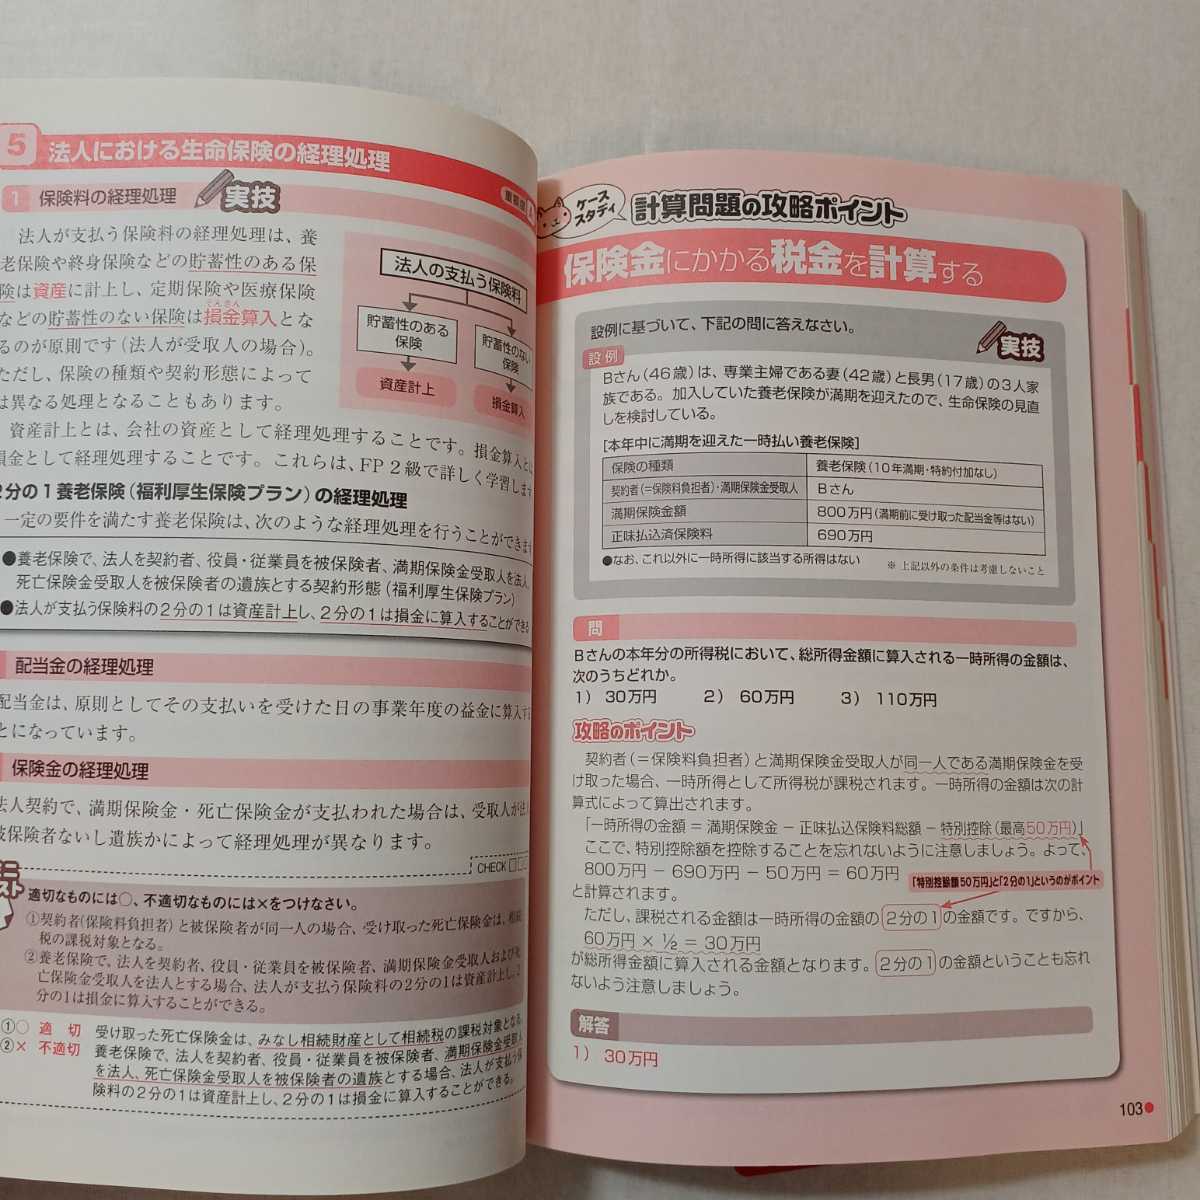 5 法人における生命保険の経理処理
1 保険料の経理処理 実技
法人が支払う保険料の経理処理は、養
老保険や終身保険などの貯蓄性のある保
険は資産に計上し、定期保険や医療保険
などの貯蓄性のない保険は損金算入とな
るのが原則です(法人が受取人の場合)。
ただし、保険の種類や契約形態によって
は異なる処理となることもあります。
法人の支払う保険料
貯蓄性のある
保険
貯蓄性のない
保険
資産計上
損金算入
資産計上とは、会社の資産として経理処理することです。損金算入とは
損金として経理処理することです。これらは、FP2級で詳しく学習します
2分の1養老保険(福利厚生保険プラン)の経理処理
一定の要件を満たす養老保険は、次のような経理処理を行うことができます
●養老保険で、法人を契約者、役員・従業員を被保険者、満期保険金受取人を法人、
死亡保険金受取人を被保険者の遺族とする契約形態(福利厚生保険プラン)
●法人が支払う保険料の2分の1は資産計上し、2分の1は損金に算入することができる
配当金の経理処理
配当金は、原則としてその支払いを受けた日の事業年度の益金に算入す
とになっています。
保険金の経理処理
法人契約で、満期保険金・死亡保険金が支払われた場合は、受取人が法人
被保険者ないし遺族かによって経理処理が異なります。
CHECK
適切なものには○、不適切なものには×をつけなさい。
①契約者(保険料負担者)と被保険者が同一人の場合、受け取った死亡保険金は、相続
税の課税対象となる。
②養老保険で、法人を契約者、役員・従業員を被保険者、満期保険金受取人および死
亡保険金受取人を法人とする場合、法人が支払う保険料の2分の1は資産計上し、2
分の1は損金に算入することができる。
①○ 適 切 受け取った死亡保険金は、みなし相続財産として相続税の課税対象となる。
②× 不適切 養老保険で、法人を契約者、役員・従業員を被保険者、満期保険金受取人
を法人、死亡保険金受取人を被保険者の遺族とする場合、法人が支払う保
険料の2分の1は資産計上し、2分の1は損金に算入することができる。
ケース
スタディ
計算問題の攻略ポイント
保険金にかかる税金を計算する
設例に基づいて、下記の問に答えなさい。
実技
設例
Bさん(46歳)は、専業主婦である妻(42歳)と長男(17歳)の3人家
族である。加入していた養老保険が満期を迎えたので、生命保険の見直
しを検討している。
[本年中に満期を迎えた一時払い養老保険]
保険の種類 養老保険(10年満期・特約付加なし)
契約者(=保険料負担者)・満期保険金受取人 Bさん
満期保険金額 800万円(満期前に受け取った配当金等はない)
正味払込済保険料 690万円
●なお、これ以外に一時所得に該当する所得はない
※ 上記以外の条件は考慮しないこと
問
Bさんの本年分の所得税において、総所得金額に算入される一時所得の金額は、
次のうちどれか。
1) 30万円 2) 60万円 3) 110万円
攻略のポイント
契約者(=保険料負担者)と満期保険金受取人が同一人である満期保険金を受
け取った場合、一時所得として所得税が課税されます。一時所得の金額は次の計
算式によって算出されます。
「一時所得の金額 = 満期保険金 − 正味払込保険料総額 − 特別控除(最高50万円)」
ここで、特別控除額を控除することを忘れないように注意しましょう。よって、
800万円 − 690万円 − 50万円 = 60万円
「特別控除額50万円」と「2分の1」というのがポイント
と計算されます。
ただし、課税される金額は一時所得の金額の2分の1の金額です。ですから、
60万円 × ½ = 30万円
が総所得金額に算入される金額となります。2分の1の金額ということも忘れ
ないよう注意しましょう。
解答
1) 30万円
103●